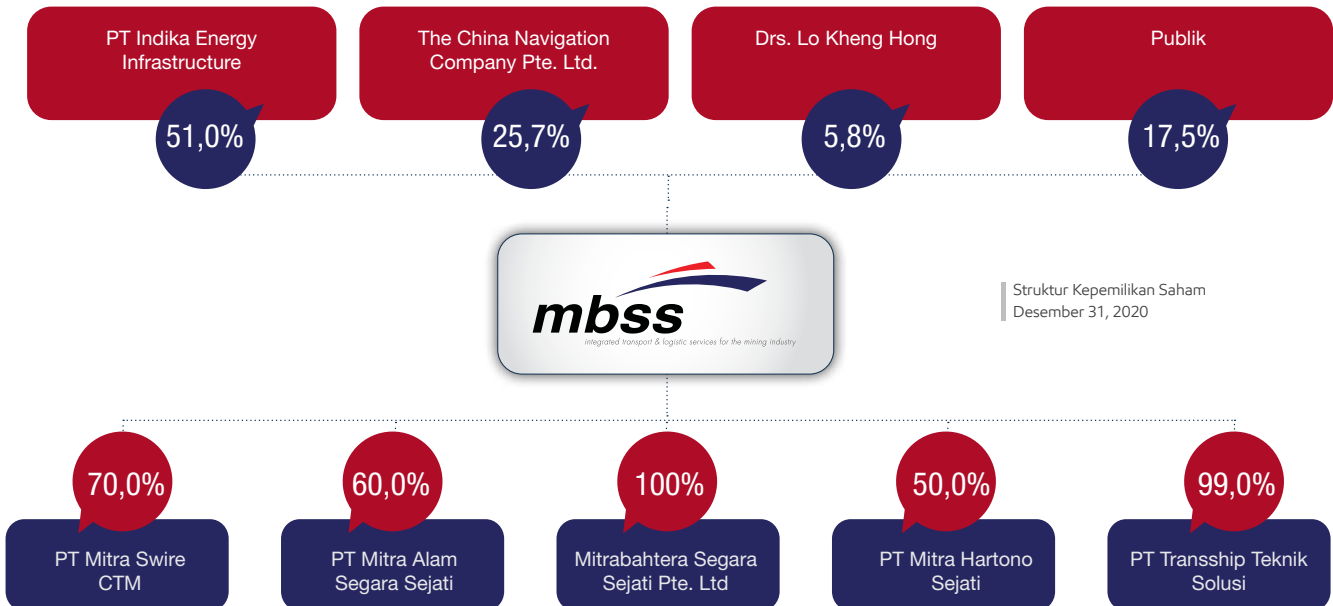 PT Indika Energy
Infrastructure
The China Navigation
Company Pte. Ltd.
Drs. Lo Kheng Hong
Publik
51,0%
25,7%
5,8%
17,5%
mbss
integrated transport & logistic services for the mining industry
Struktur Kepemilikan Saham
Desember 31, 2020
70,0%
60,0%
100%
50,0%
99,0%
PT Mitra Swire
CTM
PT Mitra Alam
Segara Sejati
Mitrabahtera Segara
Sejati Pte. Ltd
PT Mitra Hartono
Sejati
PT Transship Teknik
Solusi